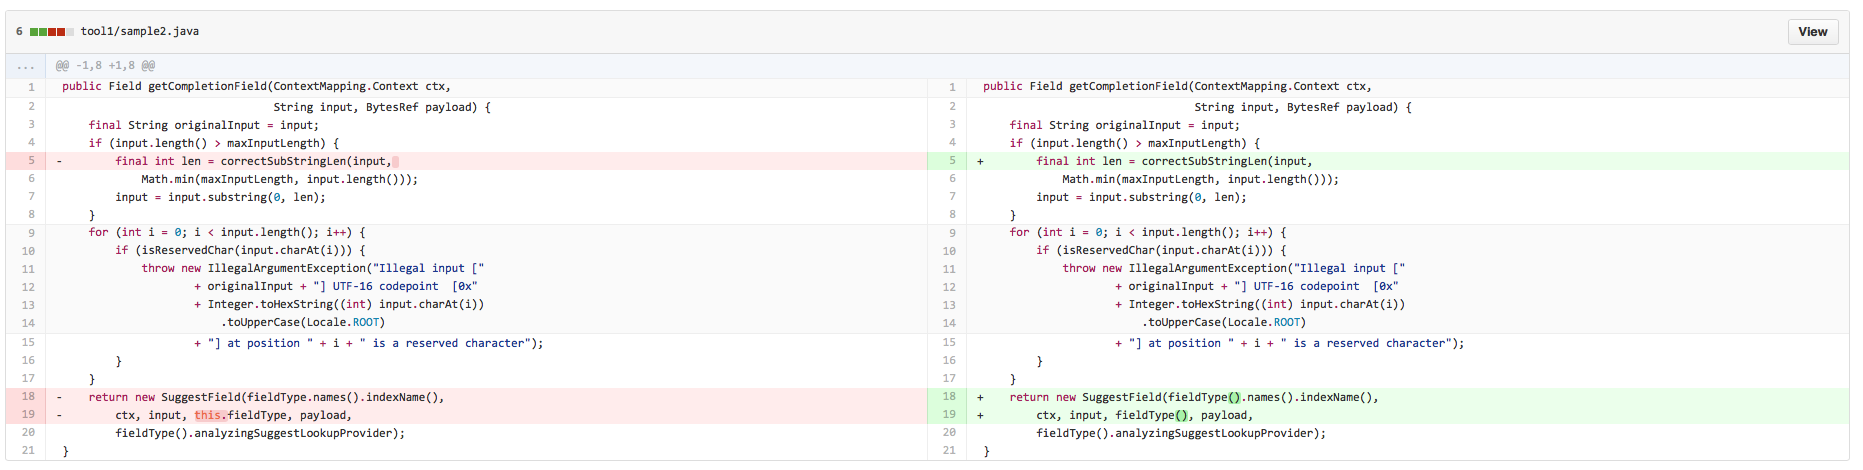 6 tool1/sample2.java View
... @@ -1,8 +1,8 @@
1 public Field getCompletionField(ContextMapping.Context ctx,
2 String input, BytesRef payload) {
3 final String originalInput = input;
4 if (input.length() > maxInputLength) {
5 - final int len = correctSubStringLen(input,
6 Math.min(maxInputLength, input.length()));
7 input = input.substring(0, len);
8 }
9 for (int i = 0; i < input.length(); i++) {
10 if (isReservedChar(input.charAt(i))) {
11 throw new IllegalArgumentException("Illegal input ["
12 + originalInput + "] UTF-16 codepoint  [0x"
13 + Integer.toHexString((int) input.charAt(i))
14 .toUpperCase(Locale.ROOT)
15 + "] at position " + i + " is a reserved character");
16 }
17 }
18 - return new SuggestField(fieldType.names().indexName(),
19 - ctx, input, this.fieldType, payload,
20 fieldType().analyzingSuggestLookupProvider);
21 }
1 public Field getCompletionField(ContextMapping.Context ctx,
2 String input, BytesRef payload) {
3 final String originalInput = input;
4 if (input.length() > maxInputLength) {
5 + final int len = correctSubStringLen(input,
6 Math.min(maxInputLength, input.length()));
7 input = input.substring(0, len);
8 }
9 for (int i = 0; i < input.length(); i++) {
10 if (isReservedChar(input.charAt(i))) {
11 throw new IllegalArgumentException("Illegal input ["
12 + originalInput + "] UTF-16 codepoint  [0x"
13 + Integer.toHexString((int) input.charAt(i))
14 .toUpperCase(Locale.ROOT)
15 + "] at position " + i + " is a reserved character");
16 }
17 }
18 + return new SuggestField(fieldType().names().indexName(),
19 + ctx, input, fieldType(), payload,
20 fieldType().analyzingSuggestLookupProvider);
21 }